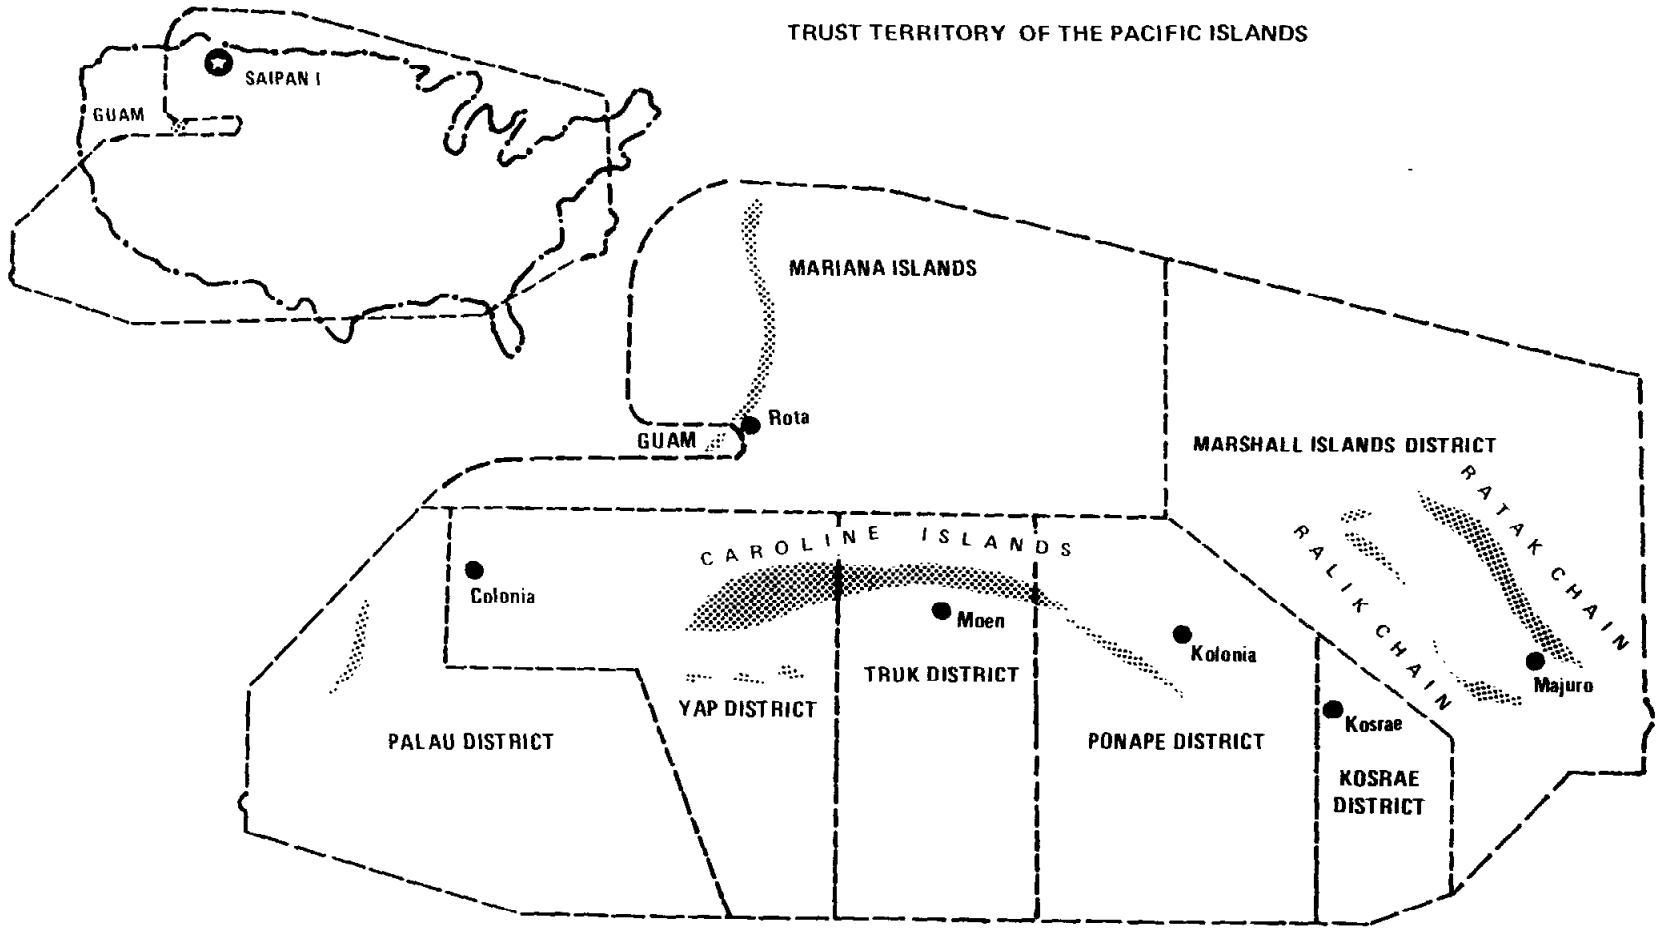 TRUST TERRITORY OF THE PACIFIC ISLANDS
SAIPAN I
GUAM
MARIANA ISLANDS
Rota
GUAM
MARSHALL ISLANDS DISTRICT
RATAK CHAIN
RALIK CHAIN
CAROLINE ISLANDS
Colonia
Moen
Kolonia
Majuro
TRUK DISTRICT
YAP DISTRICT
Kosrae
PALAU DISTRICT
PONAPE DISTRICT
KOSRAE
DISTRICT